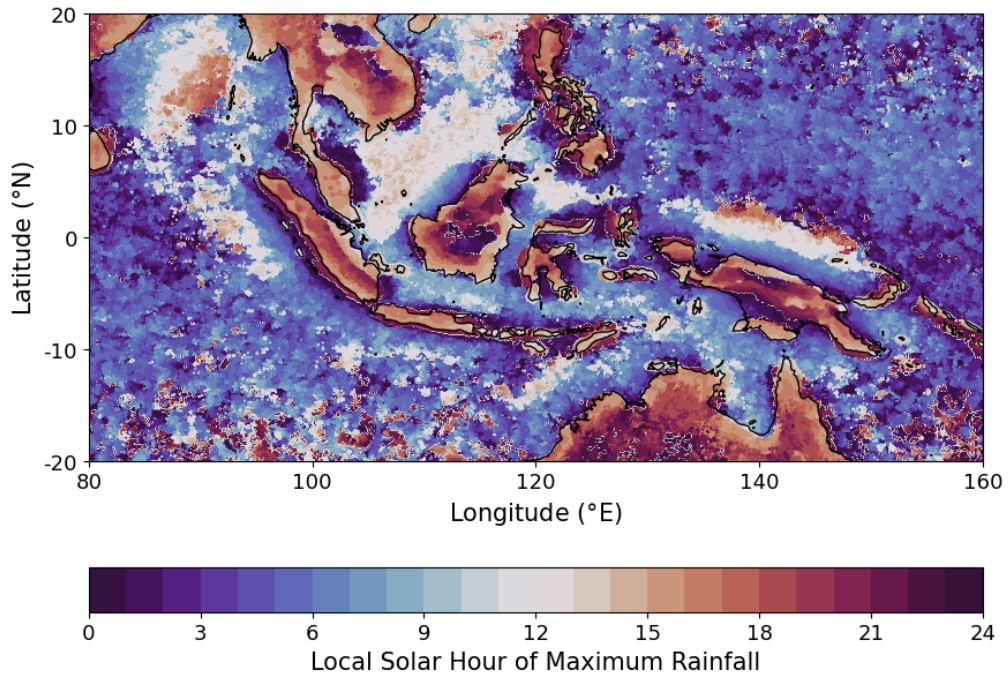 20
10
0
-10
-20
Latitude (°N)
80 100 120 140 160
Longitude (°E)
0 3 6 9 12 15 18 21 24
Local Solar Hour of Maximum Rainfall